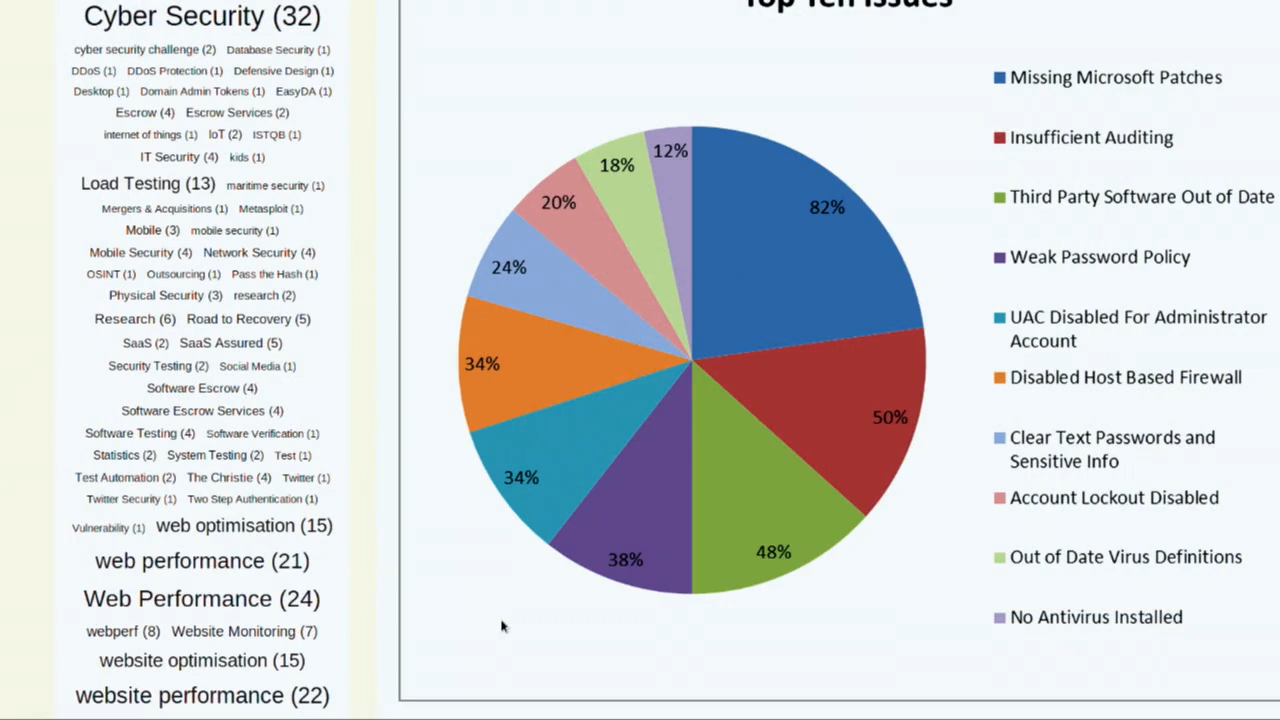 Cyber Security (32)
cyber security challenge (2) Database Security (1)
DDoS (1) DDoS Protection (1) Defensive Design (1)
Desktop (1) Domain Admin Tokens (1) EasyDA (1)
Escrow (4) Escrow Services (2)
internet of things (1) IoT (2) ISTQB (1)
IT Security (4) kids (1)
Load Testing (13) maritime security (1)
Mergers & Acquisitions (1) Metasploit (1)
Mobile (3) mobile security (1)
Mobile Security (4) Network Security (4)
OSINT (1) Outsourcing (1) Pass the Hash (1)
Physical Security (3) research (2)
Research (6) Road to Recovery (5)
SaaS (2) SaaS Assured (5)
Security Testing (2) Social Media (1)
Software Escrow (4)
Software Escrow Services (4)
Software Testing (4) Software Verification (1)
Statistics (2) System Testing (2) Test (1)
Test Automation (2) The Christie (4) Twitter (1)
Twitter Security (1) Two Step Authentication (1)
Vulnerability (1) web optimisation (15)
web performance (21)
Web Performance (24)
webperf (8) Website Monitoring (7)
website optimisation (15)
website performance (22)
Top Ten Issues
82%
50%
48%
38%
34%
34%
24%
20%
18%
12%
Missing Microsoft Patches
Insufficient Auditing
Third Party Software Out of Date
Weak Password Policy
UAC Disabled For Administrator
Account
Disabled Host Based Firewall
Clear Text Passwords and
Sensitive Info
Account Lockout Disabled
Out of Date Virus Definitions
No Antivirus Installed